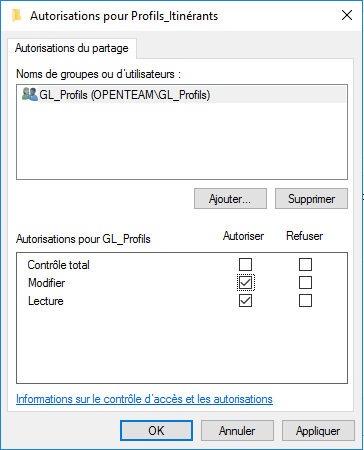 Autorisations pour Profils_Itinérants
Autorisations du partage
Noms de groupes ou d'utilisateurs :
GL_Profils (OPENTEAM\GL_Profils)
Ajouter... Supprimer
Autorisations pour GL_Profils Autoriser Refuser
Contrôle total
Modifier
Lecture
Informations sur le contrôle d'accès et les autorisations
OK Annuler Appliquer